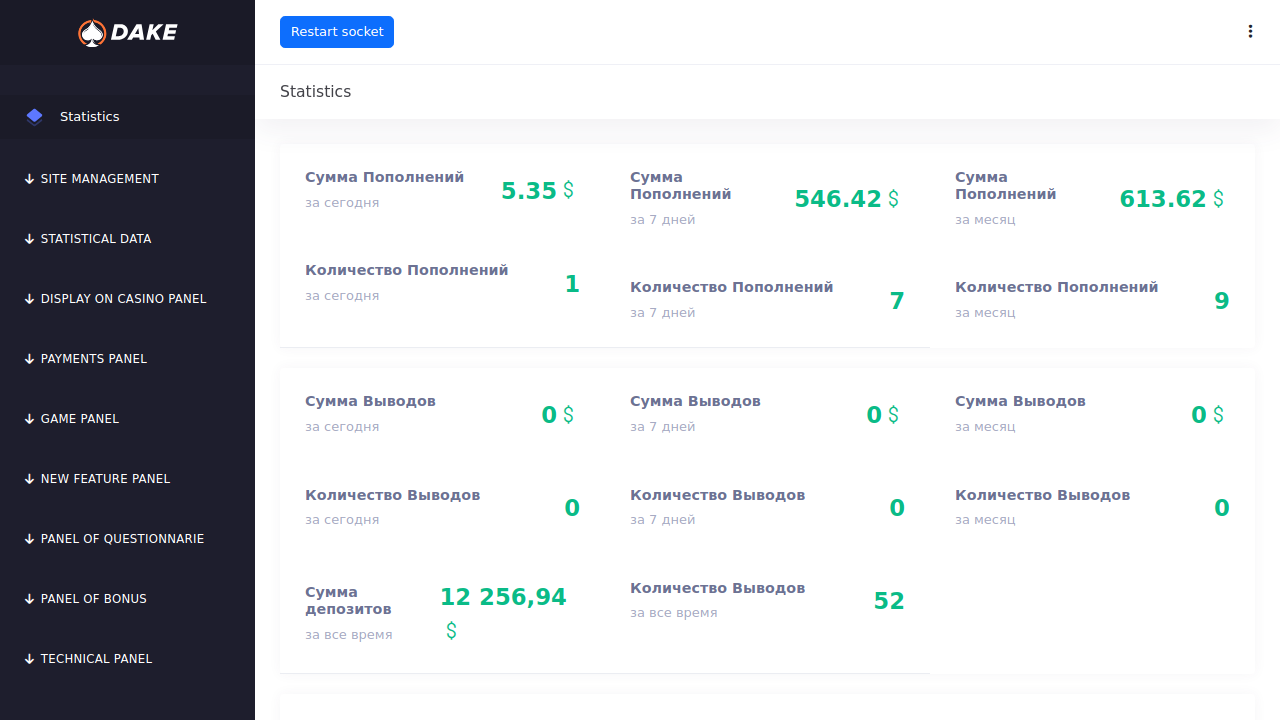 DAKE
Restart socket
Statistics
Statistics
SITE MANAGEMENT
STATISTICAL DATA
DISPLAY ON CASINO PANEL
PAYMENTS PANEL
GAME PANEL
NEW FEATURE PANEL
PANEL OF QUESTIONNARIE
PANEL OF BONUS
TECHNICAL PANEL
Сумма Пополнений
за сегодня
5.35 $
Сумма
Пополнений
за 7 дней
546.42 $
Сумма
Пополнений
за месяц
613.62 $
Количество Пополнений
за сегодня
1
Количество Пополнений
за 7 дней
7
Количество Пополнений
за месяц
9
Сумма Выводов
за сегодня
0 $
Сумма Выводов
за 7 дней
0 $
Сумма Выводов
за месяц
0 $
Количество Выводов
за сегодня
0
Количество Выводов
за 7 дней
0
Количество Выводов
за месяц
0
Сумма
депозитов
за все время
12 256,94
$
Количество Выводов
за все время
52